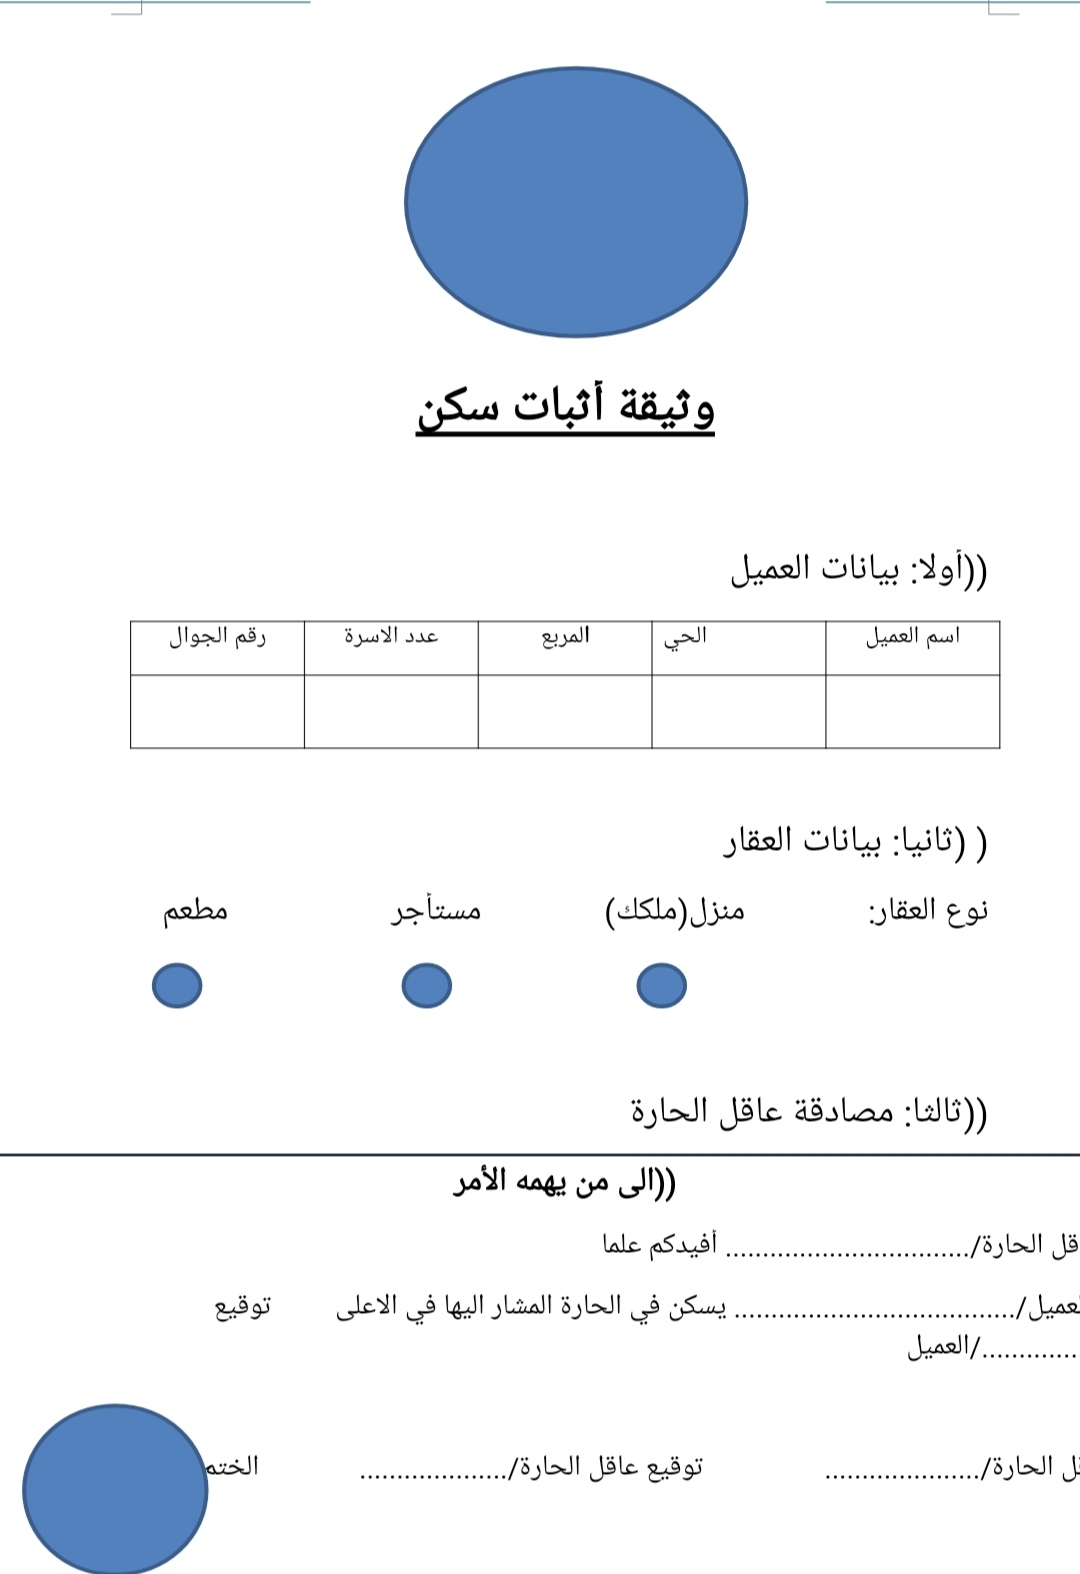 وثيقة أثبات سكن
((أولا: بيانات العميل
اسم العميل الحي المربع عدد الاسرة رقم الجوال
( (ثانيا: بيانات العقار
نوع العقار: منزل(ملكك) مستأجر مطعم
((ثالثا: مصادقة عاقل الحارة
((الى من يهمه الأمر
الحارة/................................. أفيدكم علما
/...................................... يسكن في الحارة المشار اليها في الاعلى توقيع
............./العميل
الحارة/..................... توقيع عاقل الحارة/.................... الختم